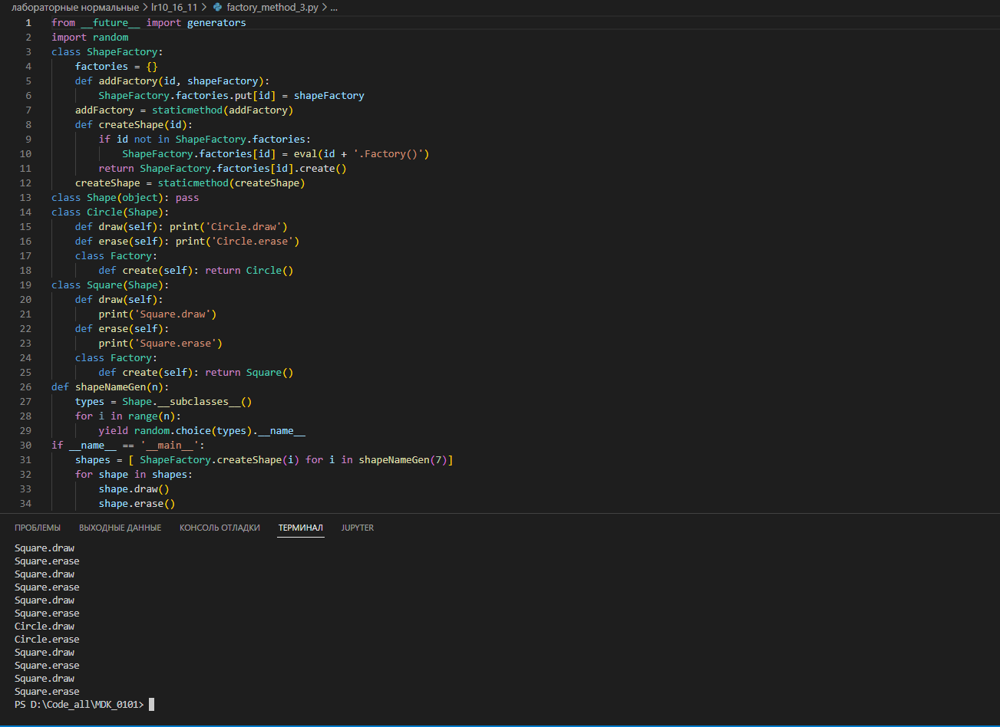 лабораторные нормальные > lr10_16_11 > factory_method_3.py > ...
1 from __future__ import generators
2 import random
3 class ShapeFactory:
4     factories = {}
5     def addFactory(id, shapeFactory):
6         ShapeFactory.factories.put[id] = shapeFactory
7     addFactory = staticmethod(addFactory)
8     def createShape(id):
9         if id not in ShapeFactory.factories:
10             ShapeFactory.factories[id] = eval(id + '.Factory()')
11         return ShapeFactory.factories[id].create()
12     createShape = staticmethod(createShape)
13 class Shape(object): pass
14 class Circle(Shape):
15     def draw(self): print('Circle.draw')
16     def erase(self): print('Circle.erase')
17     class Factory:
18         def create(self): return Circle()
19 class Square(Shape):
20     def draw(self):
21         print('Square.draw')
22     def erase(self):
23         print('Square.erase')
24     class Factory:
25         def create(self): return Square()
26 def shapeNameGen(n):
27     types = Shape.__subclasses__()
28     for i in range(n):
29         yield random.choice(types).__name__
30 if __name__ == '__main__':
31     shapes = [ ShapeFactory.createShape(i) for i in shapeNameGen(7)]
32     for shape in shapes:
33         shape.draw()
34         shape.erase()
ПРОБЛЕМЫ ВЫХОДНЫЕ ДАННЫЕ КОНСОЛЬ ОТЛАДКИ ТЕРМИНАЛ JUPYTER
Square.draw
Square.erase
Square.draw
Square.erase
Square.draw
Square.erase
Circle.draw
Circle.erase
Square.draw
Square.erase
Square.draw
Square.erase
PS D:\Code_all\MDK_0101>